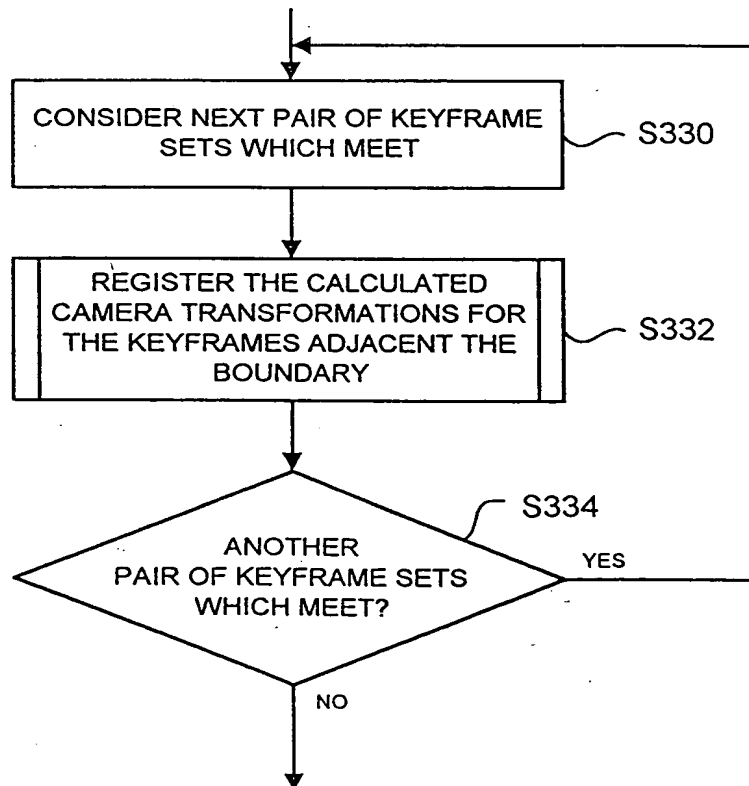 CONSIDER NEXT PAIR OF KEYFRAME
SETS WHICH MEET
S330
REGISTER THE CALCULATED
CAMERA TRANSFORMATIONS FOR
THE KEYFRAMES ADJACENT THE
BOUNDARY
S332
S334
ANOTHER
PAIR OF KEYFRAME SETS
WHICH MEET?
YES
NO